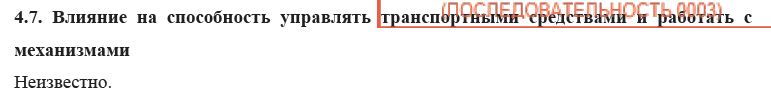 (ПОСЛЕДОВАТЕЛЬНОСТЬ 0003)
4.7. Влияние на способность управлять транспортными средствами и работать с
механизмами
Неизвестно.